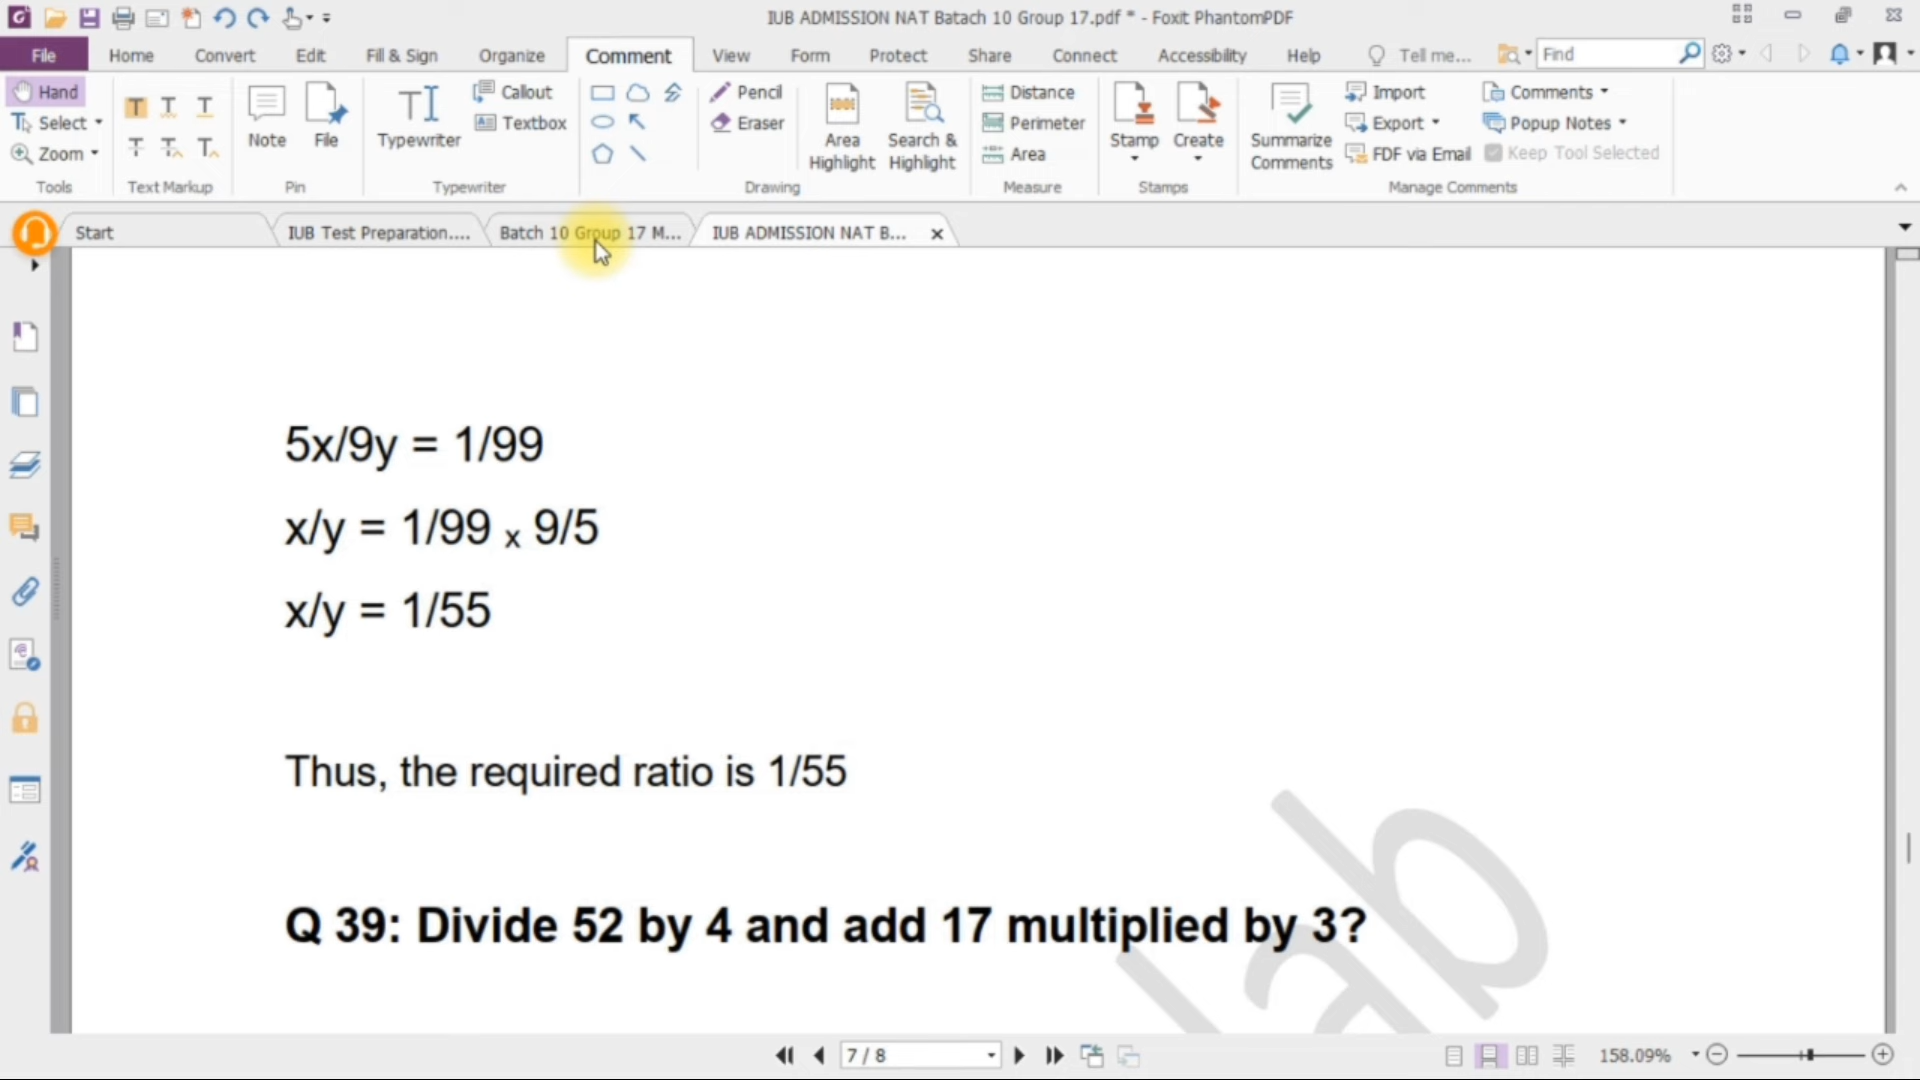 IUB ADMISSION NAT Batach 10 Group 17.pdf * - Foxit PhantomPDF
File Home Convert Edit Fill & Sign Organize Comment View Form Protect Share Connect Accessibility Help Tell me... Find
Hand
Select
Zoom
Tools
Text Markup
Note
File
Pin
Typewriter
Callout
Textbox
Typewriter
Pencil
Eraser
Area Highlight
Search & Highlight
Drawing
Distance
Perimeter
Area
Measure
Stamp
Create
Stamps
Summarize Comments
Import
Export
FDF via Email
Comments
Popup Notes
Keep Tool Selected
Manage Comments
Start
IUB Test Preparation....
Batch 10 Group 17 M...
IUB ADMISSION NAT B...
5x/9y = 1/99
x/y = 1/99 x 9/5
x/y = 1/55
Thus, the required ratio is 1/55
Q 39: Divide 52 by 4 and add 17 multiplied by 3?
lab
7 / 8
158.09%